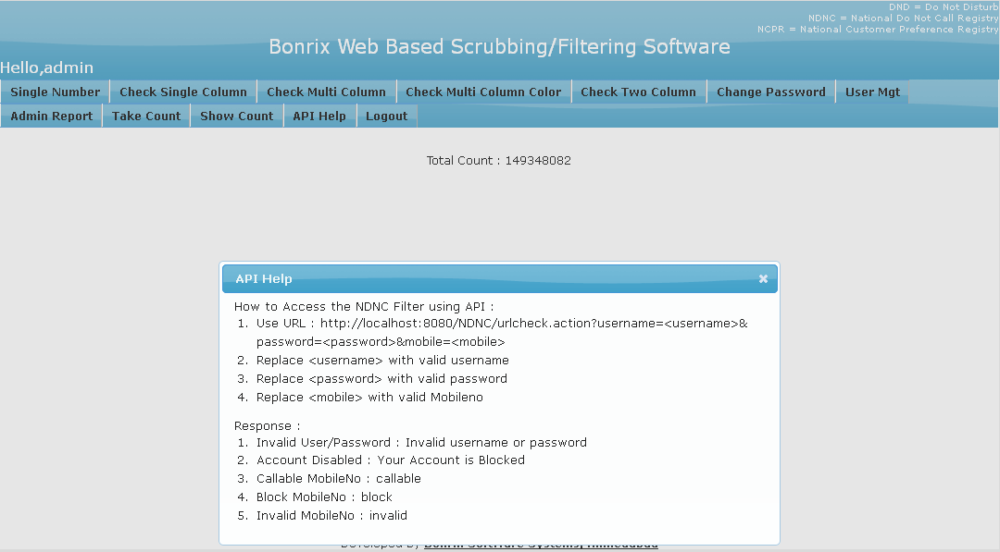 DND = Do Not Disturb
NDNC = National Do Not Call Registry
NCPR = National Customer Preference Registry
Bonrix Web Based Scrubbing/Filtering Software
Hello,admin
Single Number Check Single Column Check Multi Column Check Multi Column Color Check Two Column Change Password User Mgt
Admin Report Take Count Show Count API Help Logout
Total Count : 149348082
API Help
How to Access the NDNC Filter using API :
1. Use URL : http://localhost:8080/NDNC/urlcheck.action?username=<username>&
password=<password>&mobile=<mobile>
2. Replace <username> with valid username
3. Replace <password> with valid password
4. Replace <mobile> with valid Mobileno
Response :
1. Invalid User/Password : Invalid username or password
2. Account Disabled : Your Account is Blocked
3. Callable MobileNo : callable
4. Block MobileNo : block
5. Invalid MobileNo : invalid
Developed By Bonrix Software Systems, Ahmedabad